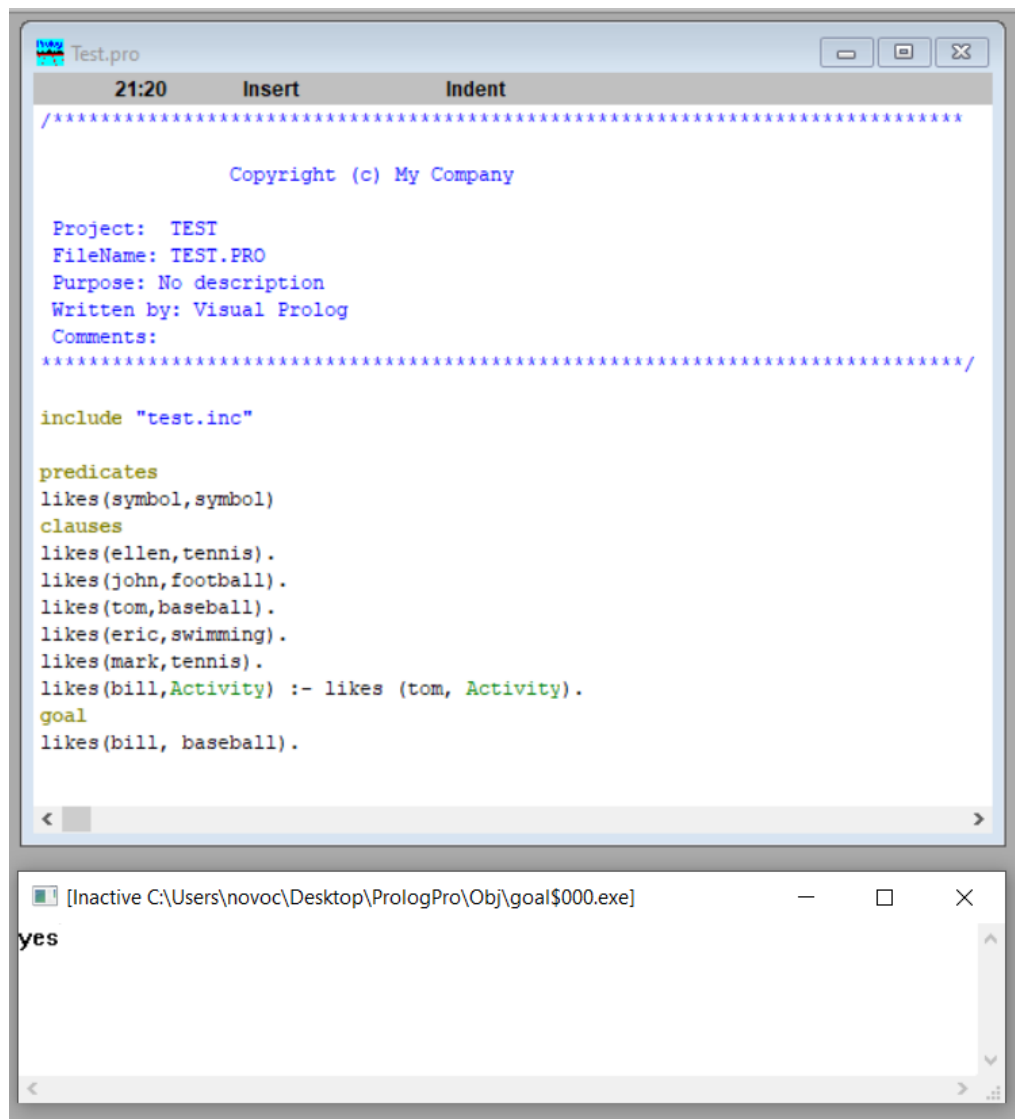 Test.pro
21:20 Insert Indent
/****************************************************************************
Copyright (c) My Company
Project: TEST
FileName: TEST.PRO
Purpose: No description
Written by: Visual Prolog
Comments:
*****************************************************************************/
include "test.inc"
predicates
likes(symbol,symbol)
clauses
likes(ellen,tennis).
likes(john,football).
likes(tom,baseball).
likes(eric,swimming).
likes(mark,tennis).
likes(bill,Activity) :- likes (tom, Activity).
goal
likes(bill, baseball).
[Inactive C:\Users\novoc\Desktop\PrologPro\Obj\goal$000.exe]
yes